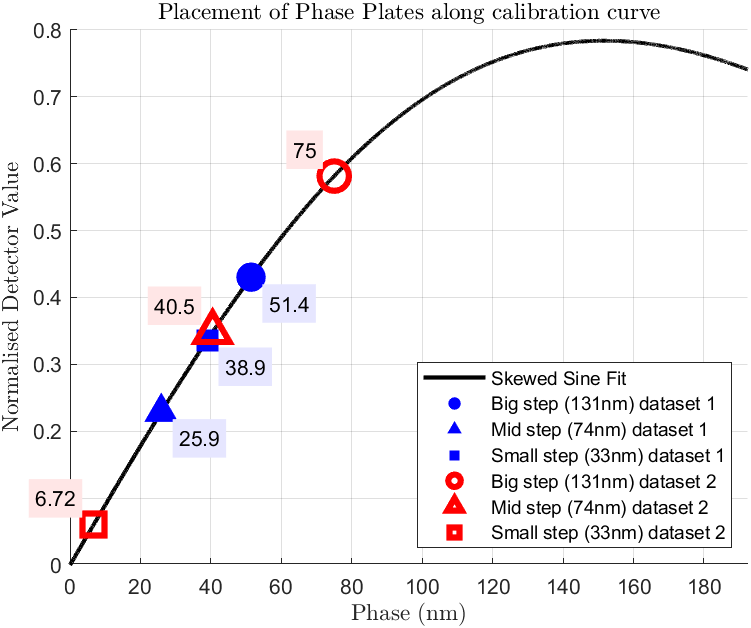 Placement of Phase Plates along calibration curve
0.8
0.7
0.6
0.5
0.4
0.3
0.2
0
Normalised Detector Value
75
40.5
51.4
38.9
25.9
6.72
Skewed Sine Fit
Big step (131nm) dataset 1
Mid step (74nm) dataset 1
Small step (33nm) dataset 1
Big step (131nm) dataset 2
Mid step (74nm) dataset 2
Small step (33nm) dataset 2
0 20 40 60 80 100 120 140 160 180
Phase (nm)